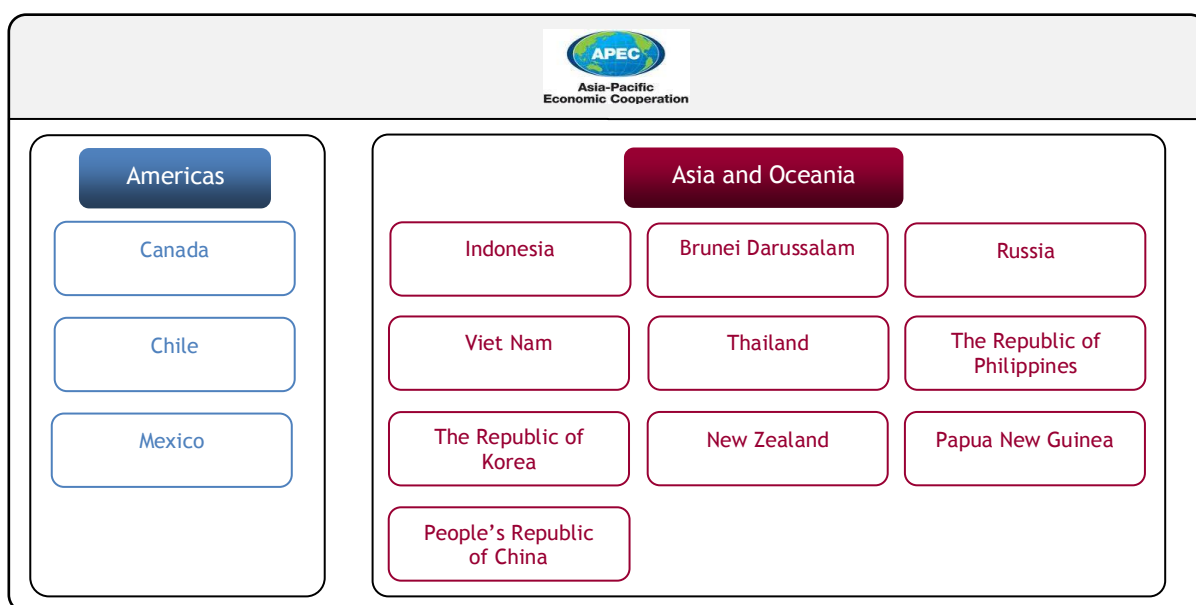 APEC
Asia-Pacific
Economic Cooperation
Americas
Canada
Chile
Mexico
Asia and Oceania
Indonesia
Brunei Darussalam
Russia
Viet Nam
Thailand
The Republic of
Philippines
The Republic of
Korea
New Zealand
Papua New Guinea
People’s Republic
of China